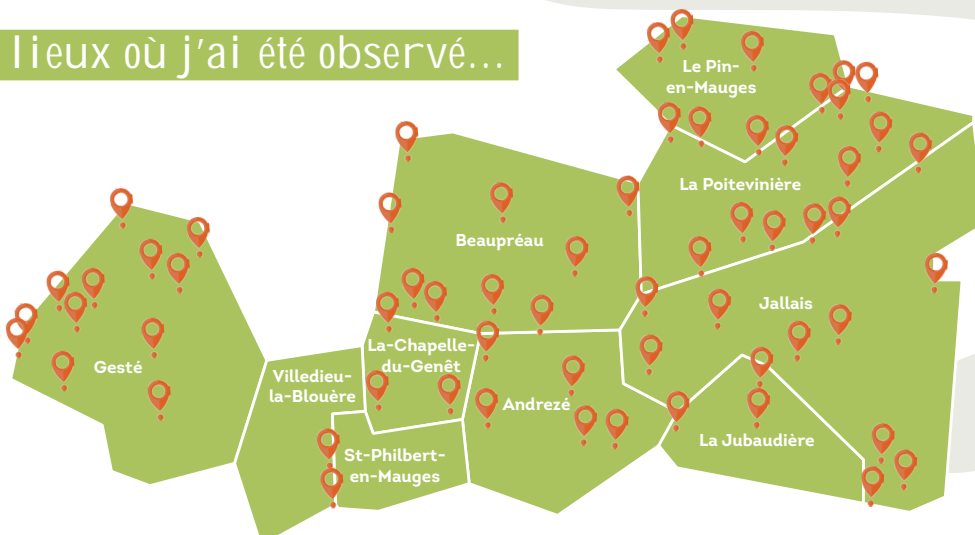 lieux où j'ai été observé...
Le Pin-
en-Mauges
La Poitevinière
Beaupréau
Jallais
La-Chapelle-
du-Genêt
Gesté
Villedieu-
la-Blouère
Andrezé
La Jubaudière
St-Philbert-
en-Mauges